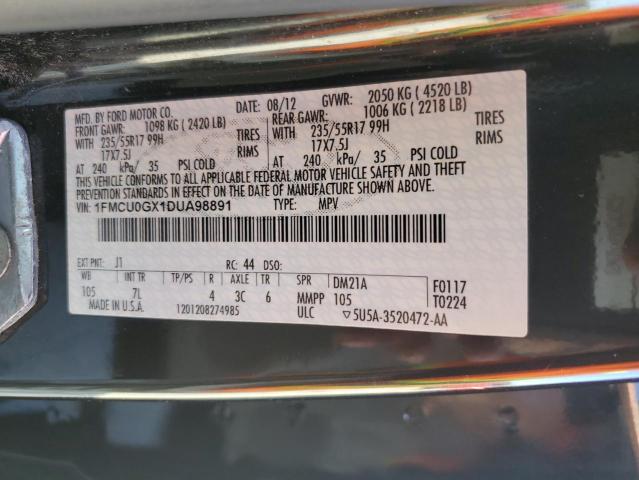 MFD. BY FORD MOTOR CO. DATE: 08/12 GVWR: 2050 KG (4520 LB)
FRONT GAWR: 1098 KG (2420 LB) REAR GAWR: 1006 KG (2218 LB)
WITH 235/55R17 99H TIRES WITH 235/55R17 99H TIRES
17X7.5J RIMS 17X7.5J RIMS
AT 240 kPa/ 35 PSI COLD AT 240 kPa/ 35 PSI COLD
THIS VEHICLE CONFORMS TO ALL APPLICABLE FEDERAL MOTOR VEHICLE SAFETY AND THEFT
PREVENTION STANDARDS IN EFFECT ON THE DATE OF MANUFACTURE SHOWN ABOVE.
VIN: 1FMCU0GX1DUA98891 TYPE: MPV
EXT PNT: J1 RC: 44 DSO:
WB INT TR TP/PS R AXLE TR SPR DM21A F0117
105 7L 4 3C 6 MMPP 105 T0224
MADE IN U.S.A. 1201208274985 ULC ▽5U5A-3520472-AA